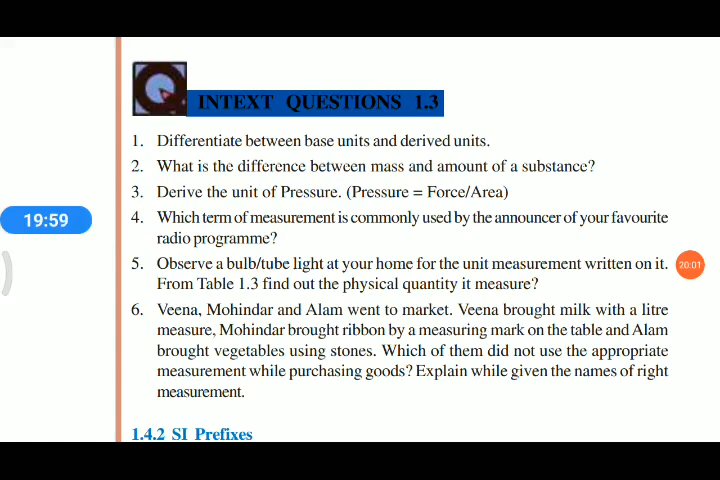 INTEXT QUESTIONS 1.3
1. Differentiate between base units and derived units.
2. What is the difference between mass and amount of a substance?
3. Derive the unit of Pressure. (Pressure = Force/Area)
19:59
4. Which term of measurement is commonly used by the announcer of your favourite
radio programme?
5. Observe a bulb/tube light at your home for the unit measurement written on it.
20:01
From Table 1.3 find out the physical quantity it measure?
6. Veena, Mohindar and Alam went to market. Veena brought milk with a litre
measure, Mohindar brought ribbon by a measuring mark on the table and Alam
brought vegetables using stones. Which of them did not use the appropriate
measurement while purchasing goods? Explain while given the names of right
measurement.
1.4.2 SI Prefixes